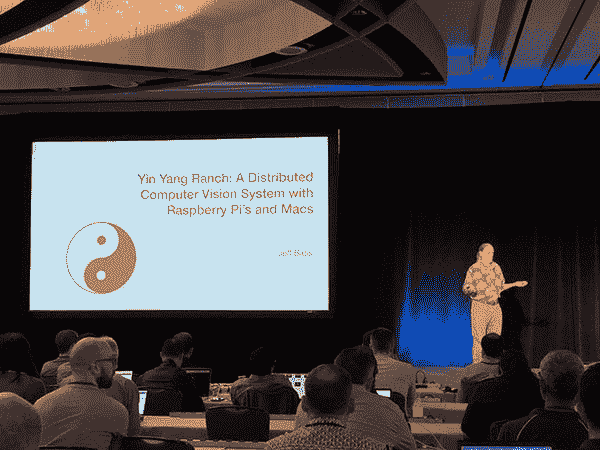 Yin Yang Ranch: A Distributed
Computer Vision System with
Raspberry Pi's and Macs